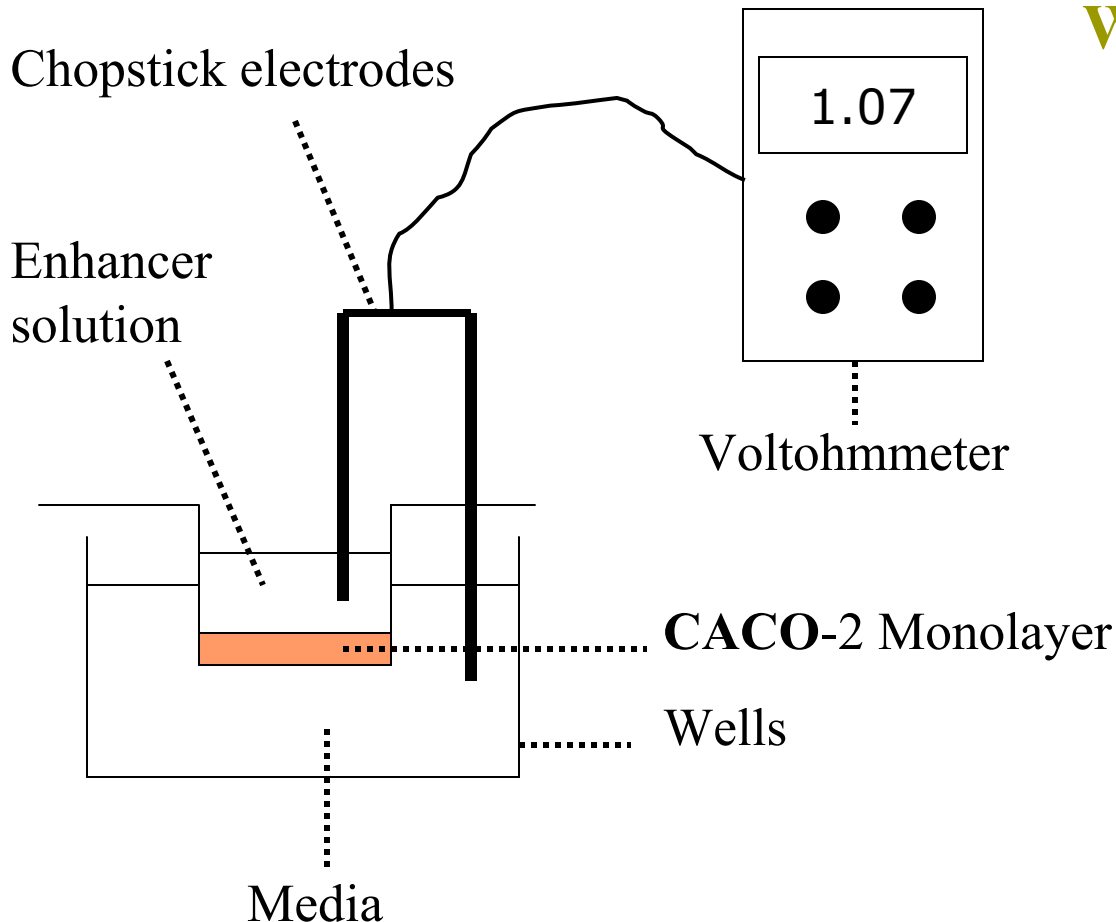 Chopstick electrodes
1.07
Enhancer
solution
Voltohmmeter
CACO-2 Monolayer
Wells
Media